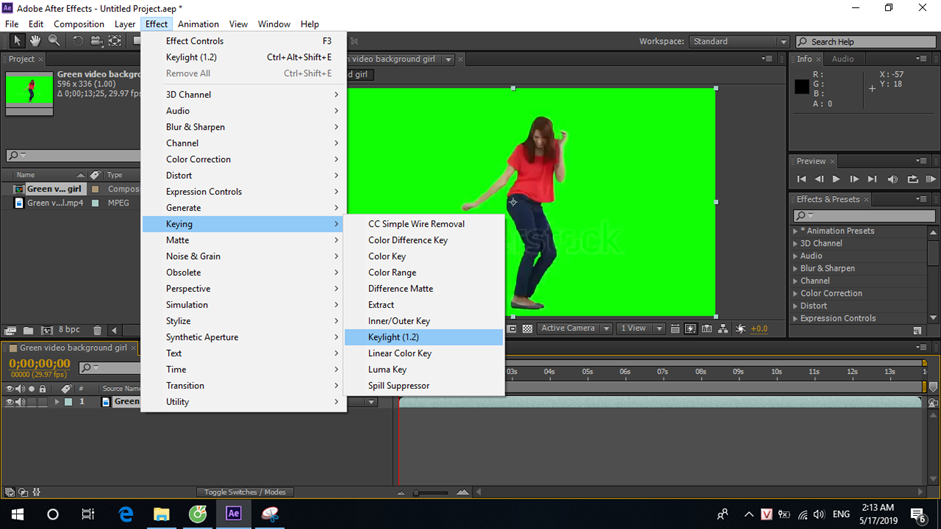 Adobe After Effects - Untitled Project.aep *
File Edit Composition Layer Effect Animation View Window Help
Workspace: Standard
Search Help
Project ×
Green video background
596 x 336 (1.00)
Δ 0;00;13;25, 29.97 fp
Name Type
Green v... girl Compos
Green v...l.mp4 MPEG
8 bpc
Effect Controls F3
Keylight (1.2) Ctrl+Alt+Shift+E
Remove All Ctrl+Shift+E
3D Channel
Audio
Blur & Sharpen
Channel
Color Correction
Distort
Expression Controls
Generate
Keying
Matte
Noise & Grain
Obsolete
Perspective
Simulation
Stylize
Synthetic Aperture
Text
Time
Transition
Utility
CC Simple Wire Removal
Color Difference Key
Color Key
Color Range
Difference Matte
Extract
Inner/Outer Key
Keylight (1.2)
Linear Color Key
Luma Key
Spill Suppressor
een video background girl
nd girl
Active Camera 1 View +0.0
Info × Audio
R :
G :
B :
A : 0
X : -57
Y : 18
Preview ×
Effects & Presets ×
* Animation Presets
3D Channel
Audio
Blur & Sharpen
Channel
Color Correction
Distort
Expression Controls
Green video background girl ×
0;00;00;00
00000 (29.97 fps)
# Source Name
1 Green
03s 04s 05s 06s 07s 08s 09s 10s 11s 12s 13s
Toggle Switches / Modes
ENG
2:13 AM
5/17/2019
6